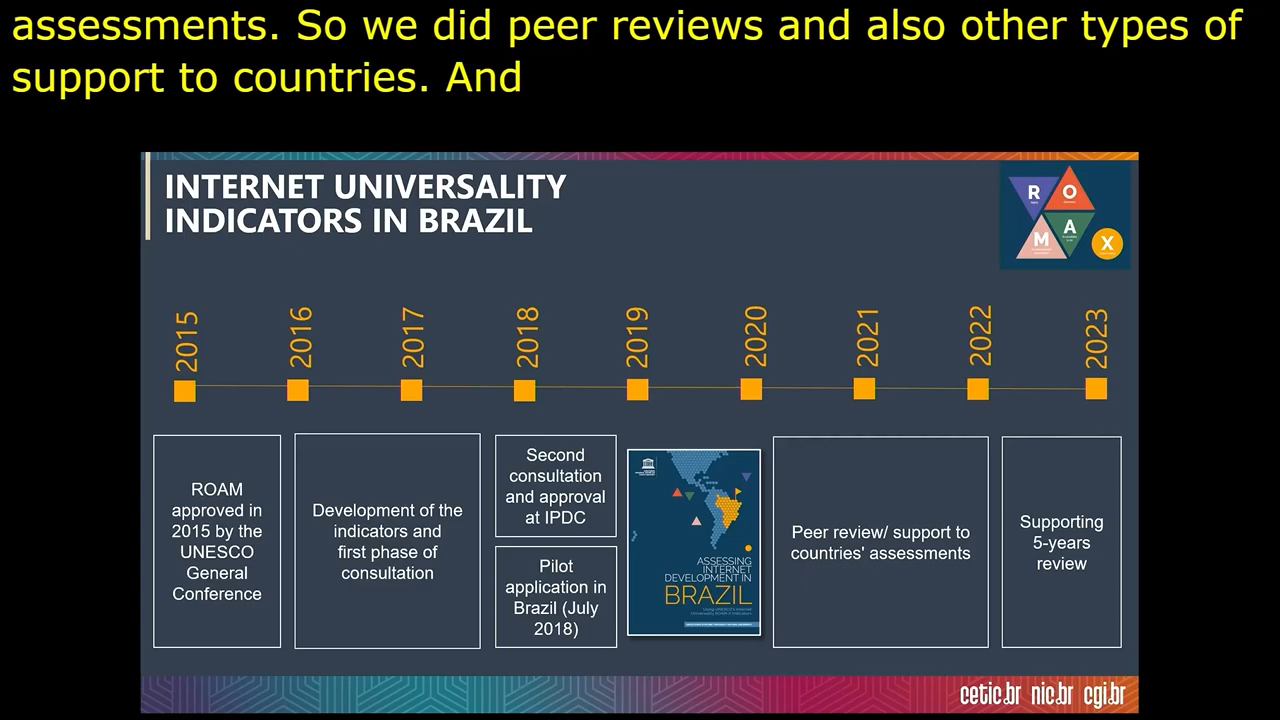 assessments. So we did peer reviews and also other types of
support to countries. And
INTERNET UNIVERSALITY
INDICATORS IN BRAZIL
R
O
M
A
X
2015
2016
2017
2018
2019
2020
2021
2022
2023
ROAM
approved in
2015 by the
UNESCO
General
Conference
Development of the
indicators and
first phase of
consultation
Second
consultation
and approval
at IPDC
Pilot
application in
Brazil (July
2018)
ASSESSING
INTERNET
DEVELOPMENT IN
BRAZIL
Peer review/ support to
countries' assessments
Supporting
5-years
review
cetic.br nic.br cgi.br